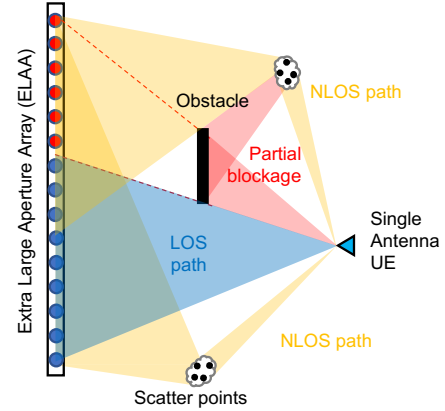 Extra Large Aperture Array (ELAA)
Obstacle
NLOS path
Partial
blockage
LOS
path
Single
Antenna
UE
NLOS path
Scatter points